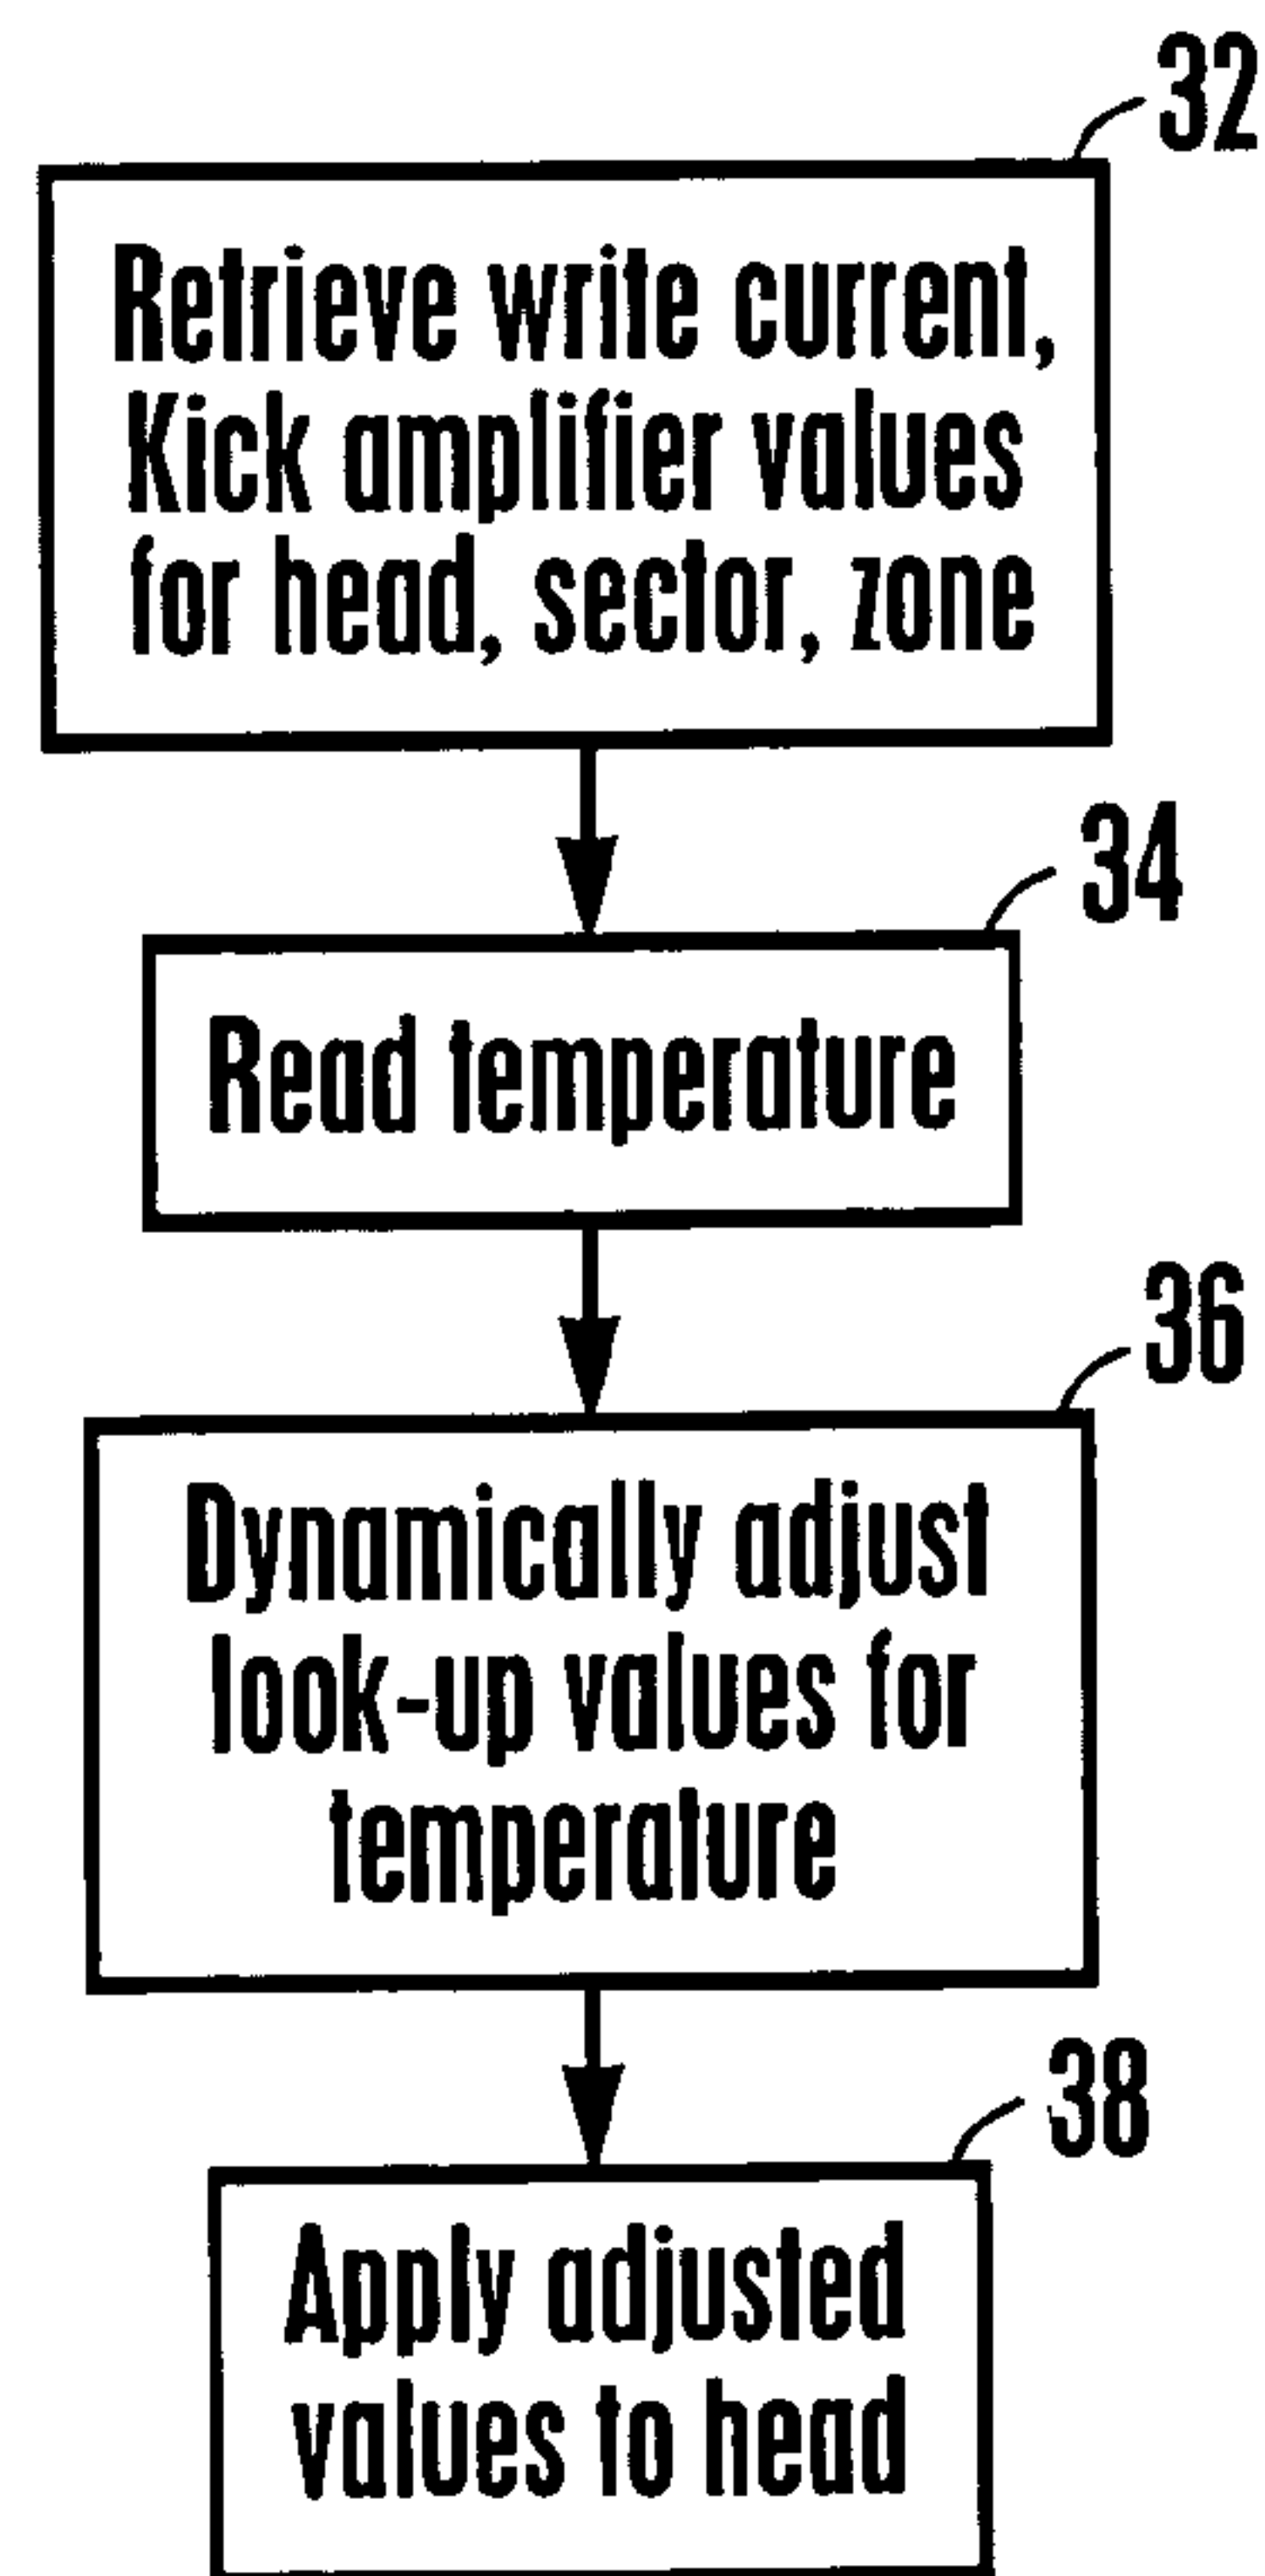 32
Retrieve write current,
Kick amplifier values
for head, sector, zone
34
Read temperature
36
Dynamically adjust
look-up values for
temperature
38
Apply adjusted
values to head